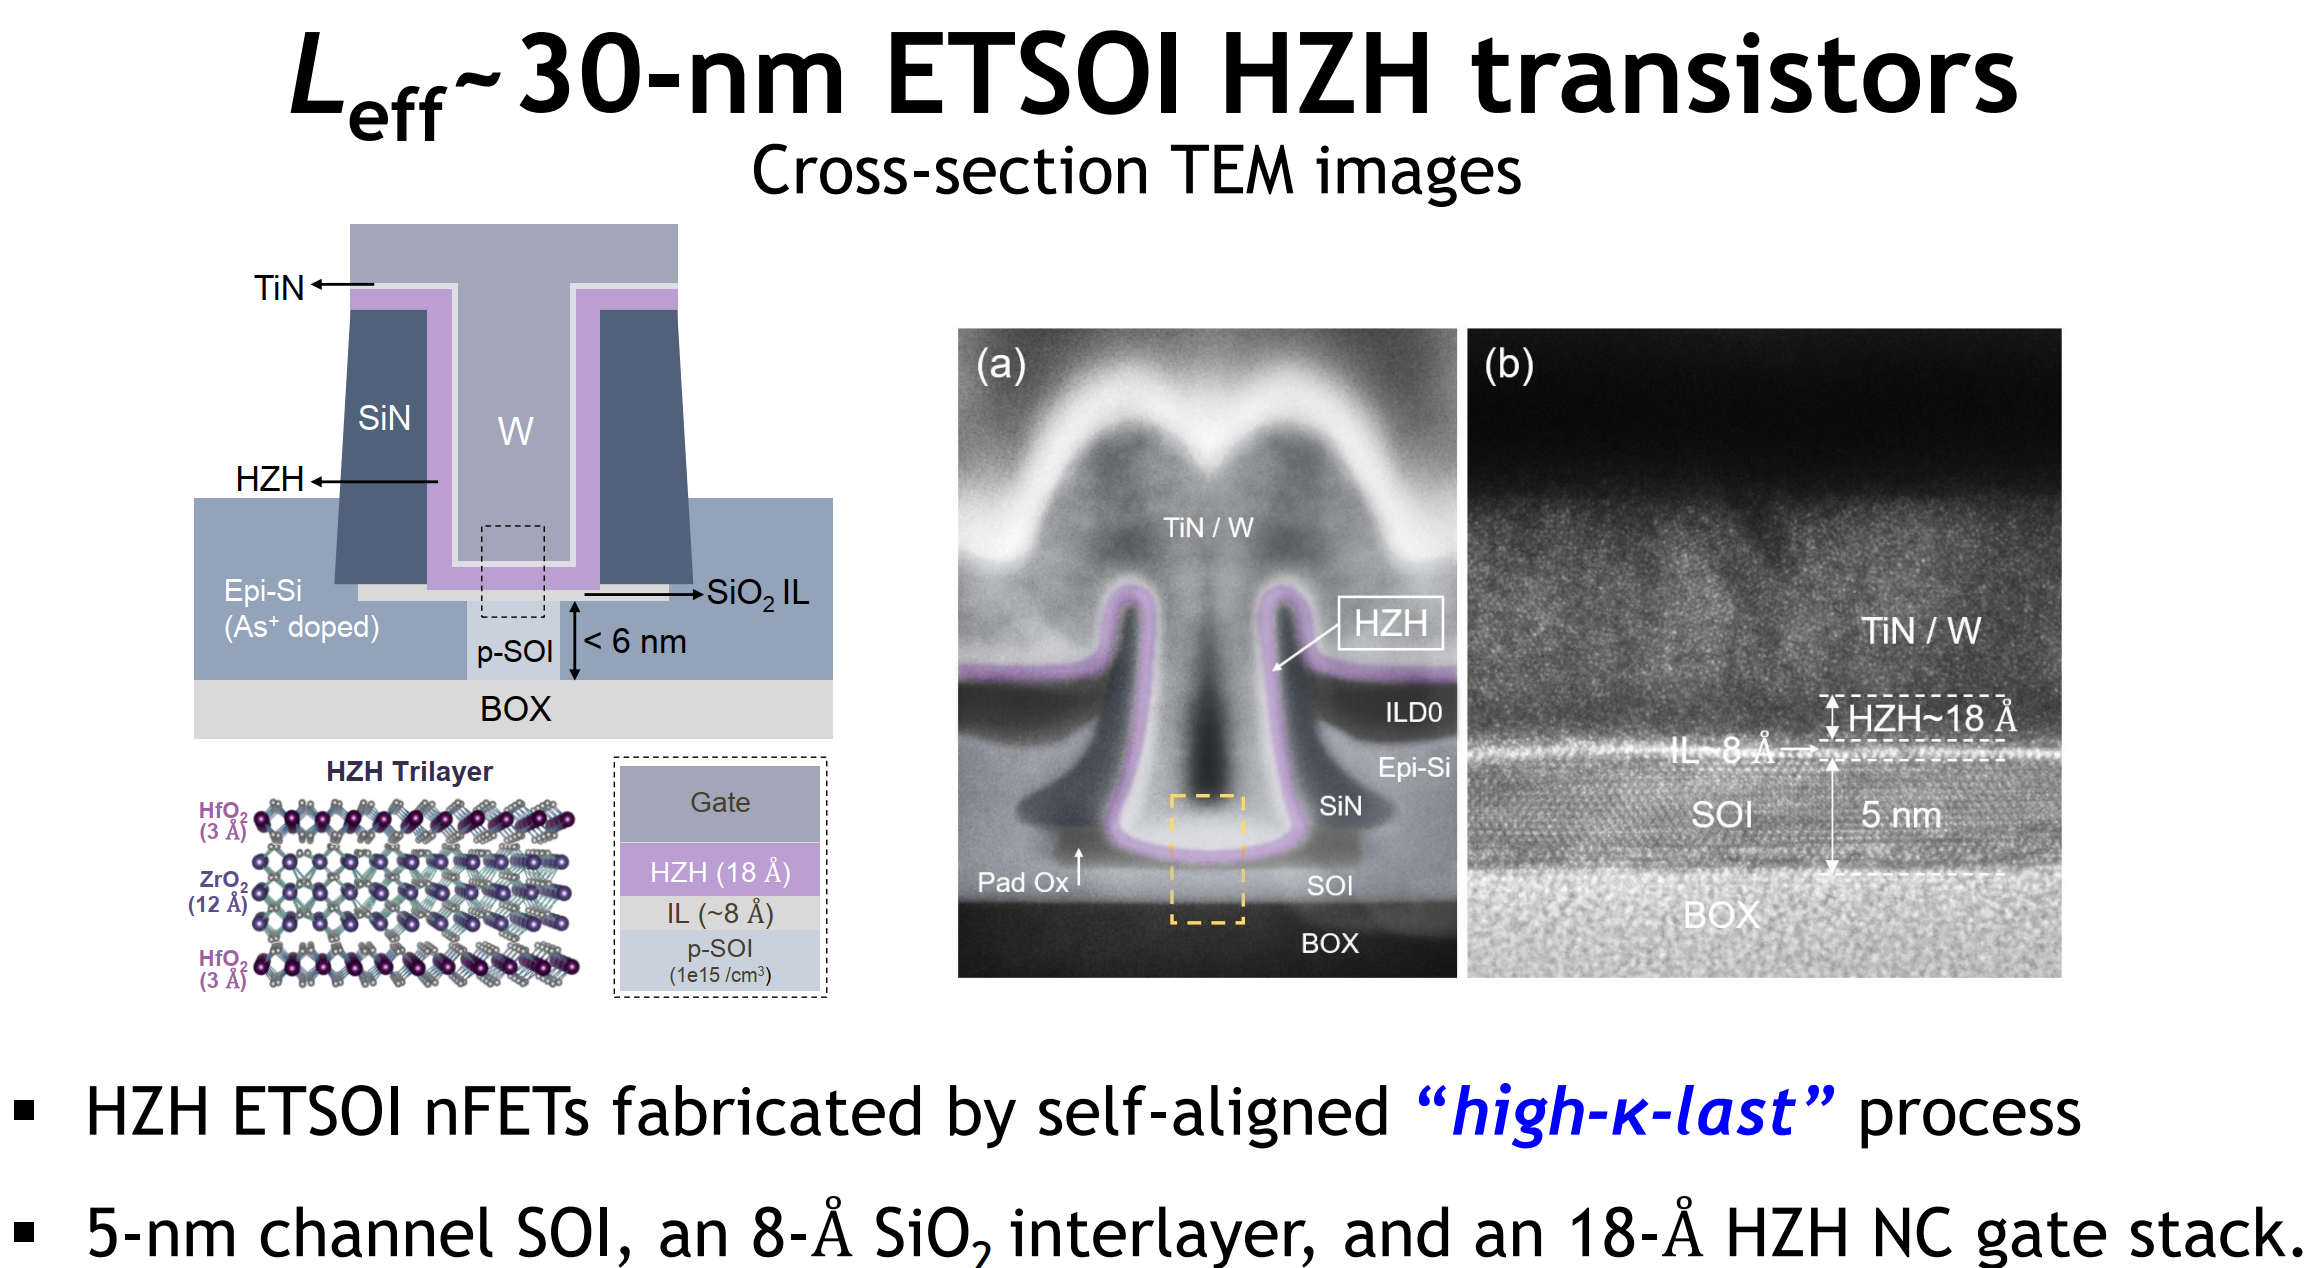 Leff~30-nm ETSOI HZH transistors
Cross-section TEM images
TiN
SiN
W
HZH
Epi-Si
(As+ doped)
SiO2 IL
p-SOI
< 6 nm
BOX
HZH Trilayer
HfO2
(3 Å)
ZrO2
(12 Å)
HfO2
(3 Å)
Gate
HZH (18 Å)
IL (~8 Å)
p-SOI
(1e15 /cm3)
(a)
TiN / W
HZH
ILD0
Epi-Si
SiN
Pad Ox
SOI
BOX
(b)
TiN / W
HZH~18 Å
IL~8 Å
SOI
5 nm
BOX
▪ HZH ETSOI nFETs fabricated by self-aligned “high-κ-last” process
▪ 5-nm channel SOI, an 8-Å SiO2 interlayer, and an 18-Å HZH NC gate stack.